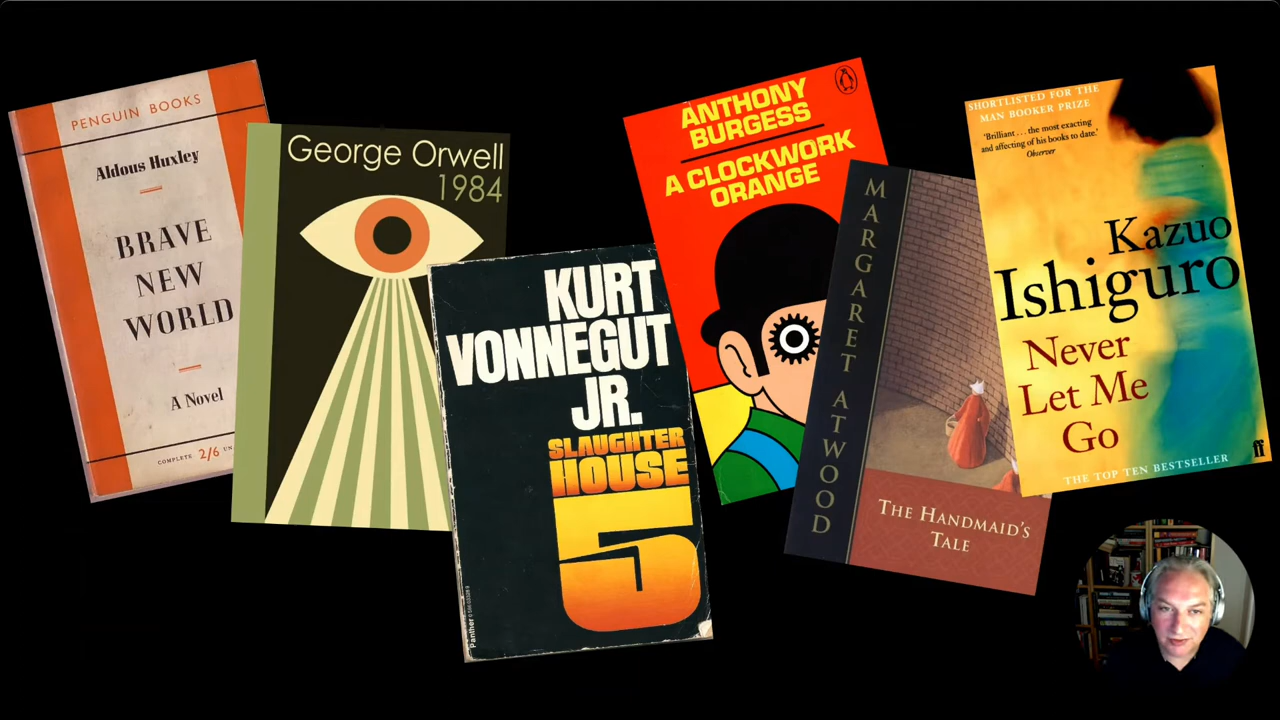 PENGUIN BOOKS
Aldous Huxley
BRAVE
NEW
WORLD
A Novel
COMPLETE 2/6 UN
George Orwell
1984
KURT
VONNEGUT
JR.
SLAUGHTER
HOUSE
5
ANTHONY
BURGESS
A CLOCKWORK
ORANGE
MARGARET ATWOOD
THE HANDMAID'S
TALE
SHORTLISTED FOR THE
MAN BOOKER PRIZE
'Brilliant . . . the most exacting
and affecting of his books to date.'
Observer
Kazuo
Ishiguro
Never
Let Me
Go
THE TOP TEN BESTSELLER
ff